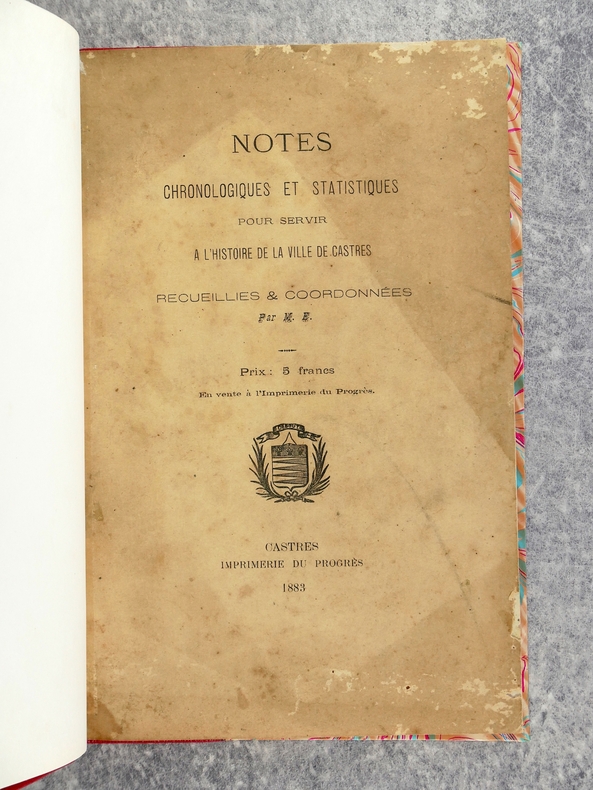 NOTES
CHRONOLOGIQUES ET STATISTIQUES
POUR SERVIR
A L'HISTOIRE DE LA VILLE DE CASTRES
RECUEILLIES & COORDONNÉES
Par M. E.
Prix : 5 francs
En vente à l'Imprimerie du Progrès.
CASTRES
IMPRIMERIE DU PROGRÈS
1883